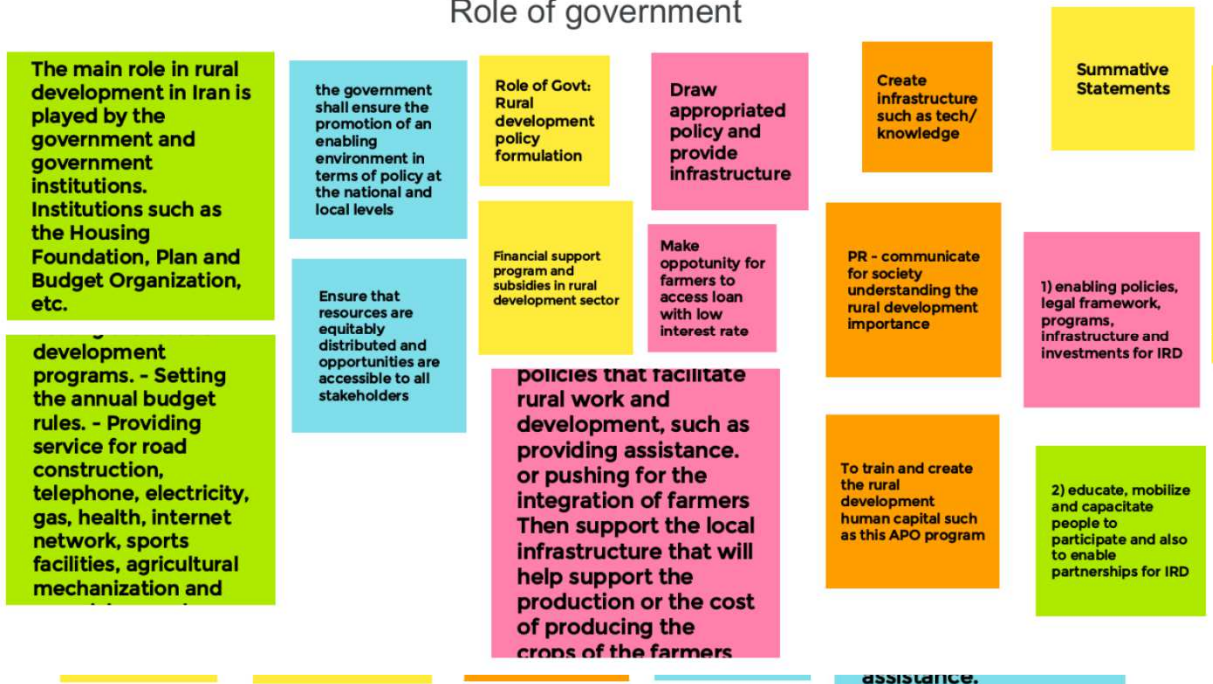 Role of government
The main role in rural
development in Iran is
played by the
government and
government
institutions.
Institutions such as
the Housing
Foundation, Plan and
Budget Organization,
etc.
development
programs. - Setting
the annual budget
rules. - Providing
service for road
construction,
telephone, electricity,
gas, health, internet
network, sports
facilities, agricultural
mechanization and
the government
shall ensure the
promotion of an
enabling
environment in
terms of policy at
the national and
local levels
Ensure that
resources are
equitably
distributed and
opportunities are
accessible to all
stakeholders
Role of Govt:
Rural
development
policy
formulation
Financial support
program and
subsidies in rural
development sector
Draw
appropriated
policy and
provide
infrastructure
Make
oppotunity for
farmers to
access loan
with low
interest rate
policies that facilitate
rural work and
development, such as
providing assistance.
or pushing for the
integration of farmers
Then support the local
infrastructure that will
help support the
production or the cost
of producing the
crops of the farmers
Create
infrastructure
such as tech/
knowledge
PR - communicate
for society
understanding the
rural development
importance
To train and create
the rural
development
human capital such
as this APO program
Summative
Statements
1) enabling policies,
legal framework,
programs,
infrastructure and
investments for IRD
2) educate, mobilize
and capacitate
people to
participate and also
to enable
partnerships for IRD
assistance.